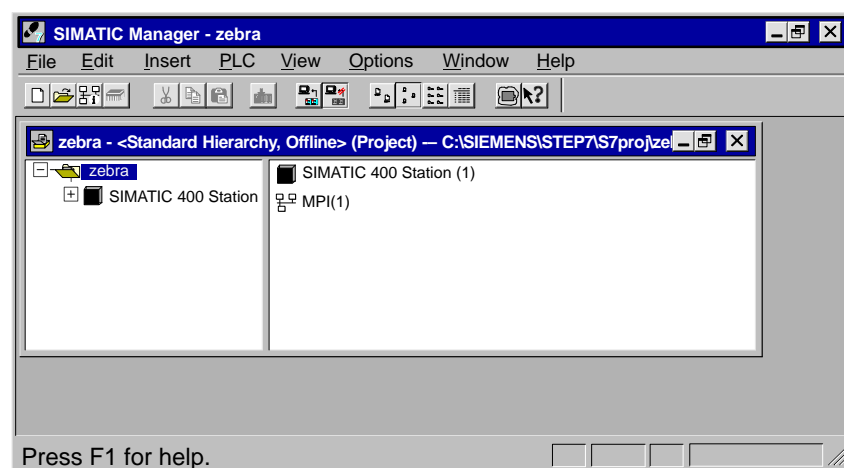 SIMATIC Manager - zebra
File Edit Insert PLC View Options Window Help
zebra - <Standard Hierarchy, Offline> (Project) -- C:\SIEMENS\STEP7\S7proj\zel
zebra
SIMATIC 400 Station
SIMATIC 400 Station (1)
MPI(1)
Press F1 for help.